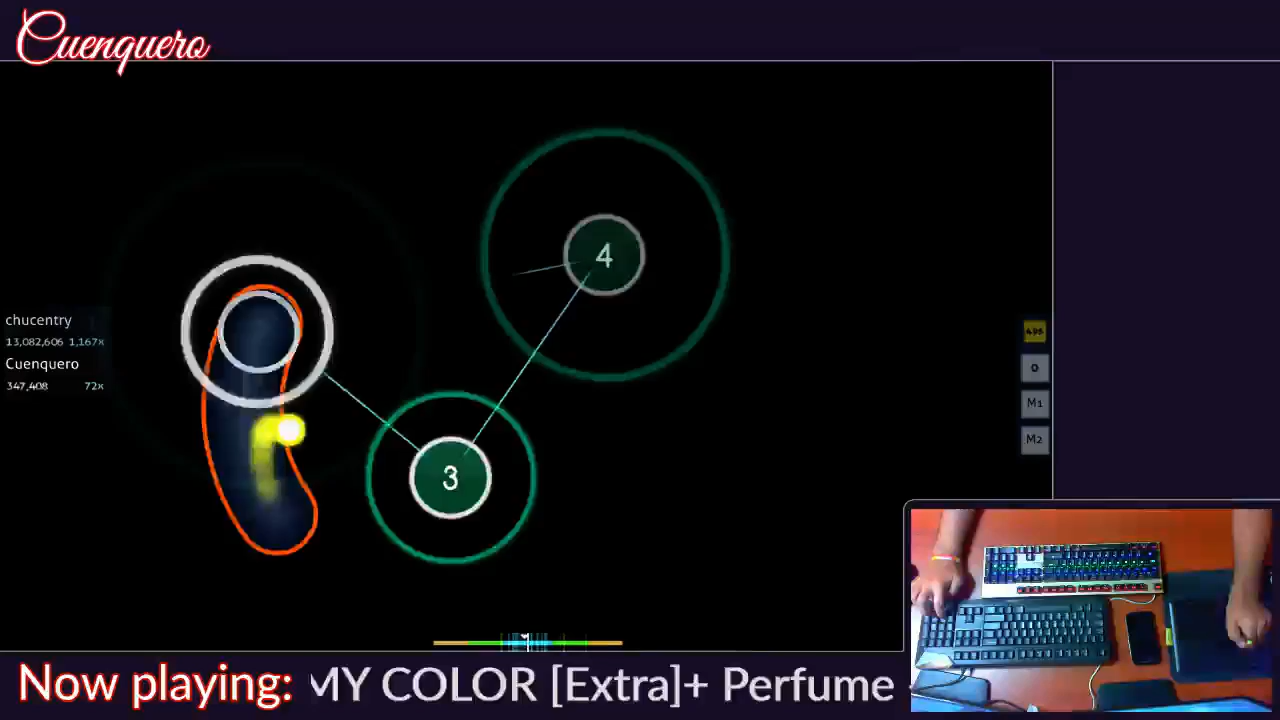 Cuenquero
4
3
chucentry
13,082,606 1,167x
Cuenquero
347,408 72x
495
0
M1
M2
Now playing: MY COLOR [Extra]+ Perfume -